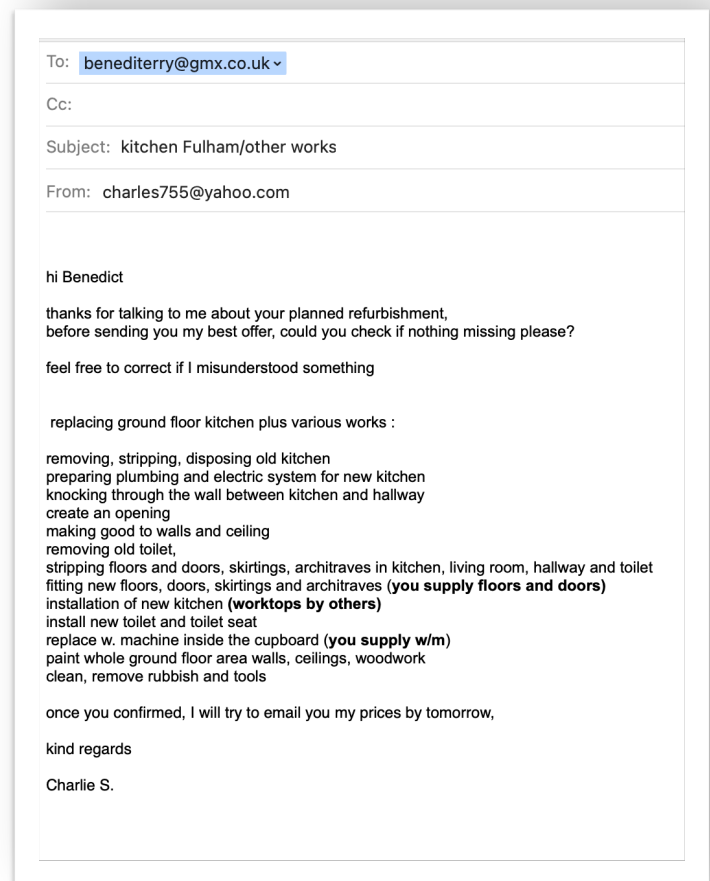 To: benediterry@gmx.co.uk
Cc:
Subject: kitchen Fulham/other works
From: charles755@yahoo.com
hi Benedict
thanks for talking to me about your planned refurbishment,
before sending you my best offer, could you check if nothing missing please?
feel free to correct if I misunderstood something
replacing ground floor kitchen plus various works :
removing, stripping, disposing old kitchen
preparing plumbing and electric system for new kitchen
knocking through the wall between kitchen and hallway
create an opening
making good to walls and ceiling
removing old toilet,
stripping floors and doors, skirtings, architraves in kitchen, living room, hallway and toilet
fitting new floors, doors, skirtings and architraves (you supply floors and doors)
installation of new kitchen (worktops by others)
install new toilet and toilet seat
replace w. machine inside the cupboard (you supply w/m)
paint whole ground floor area walls, ceilings, woodwork
clean, remove rubbish and tools
once you confirmed, I will try to email you my prices by tomorrow,
kind regards
Charlie S.